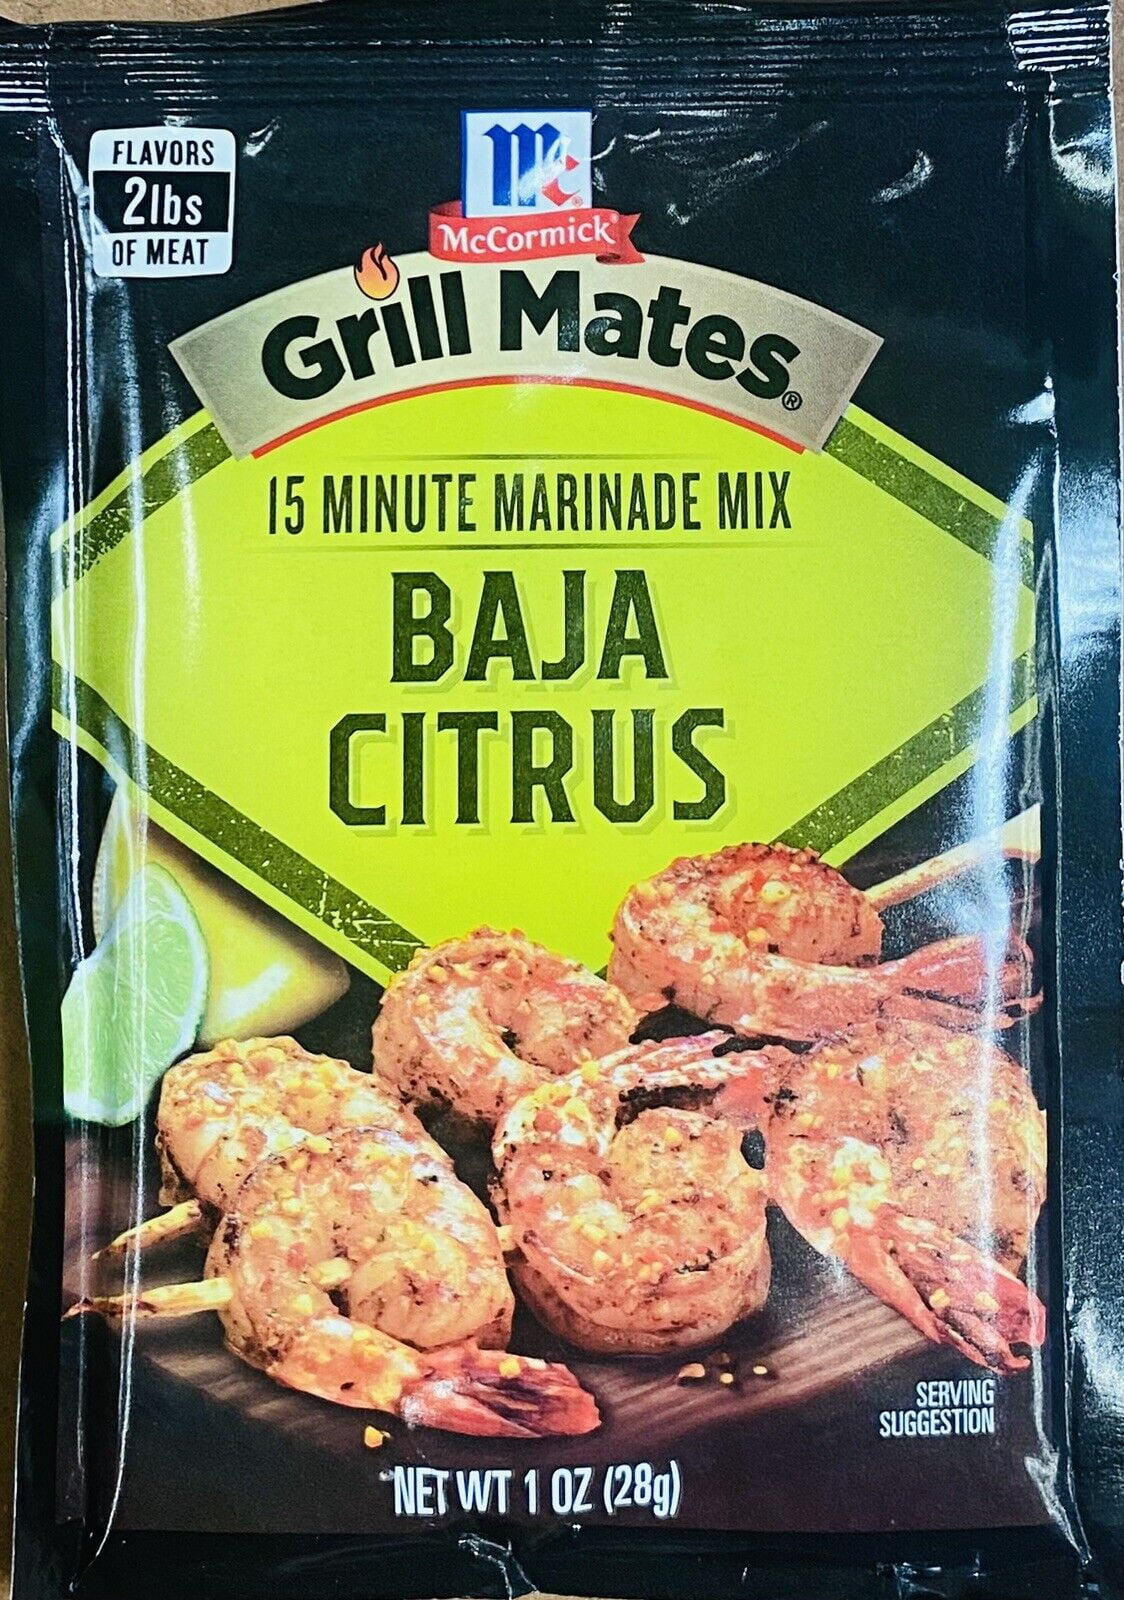 FLAVORS
2lbs
OF MEAT
Mc®
McCormick®
Grill Mates®
15 MINUTE MARINADE MIX
BAJA
CITRUS
SERVING
SUGGESTION
NET WT 1 OZ (28g)